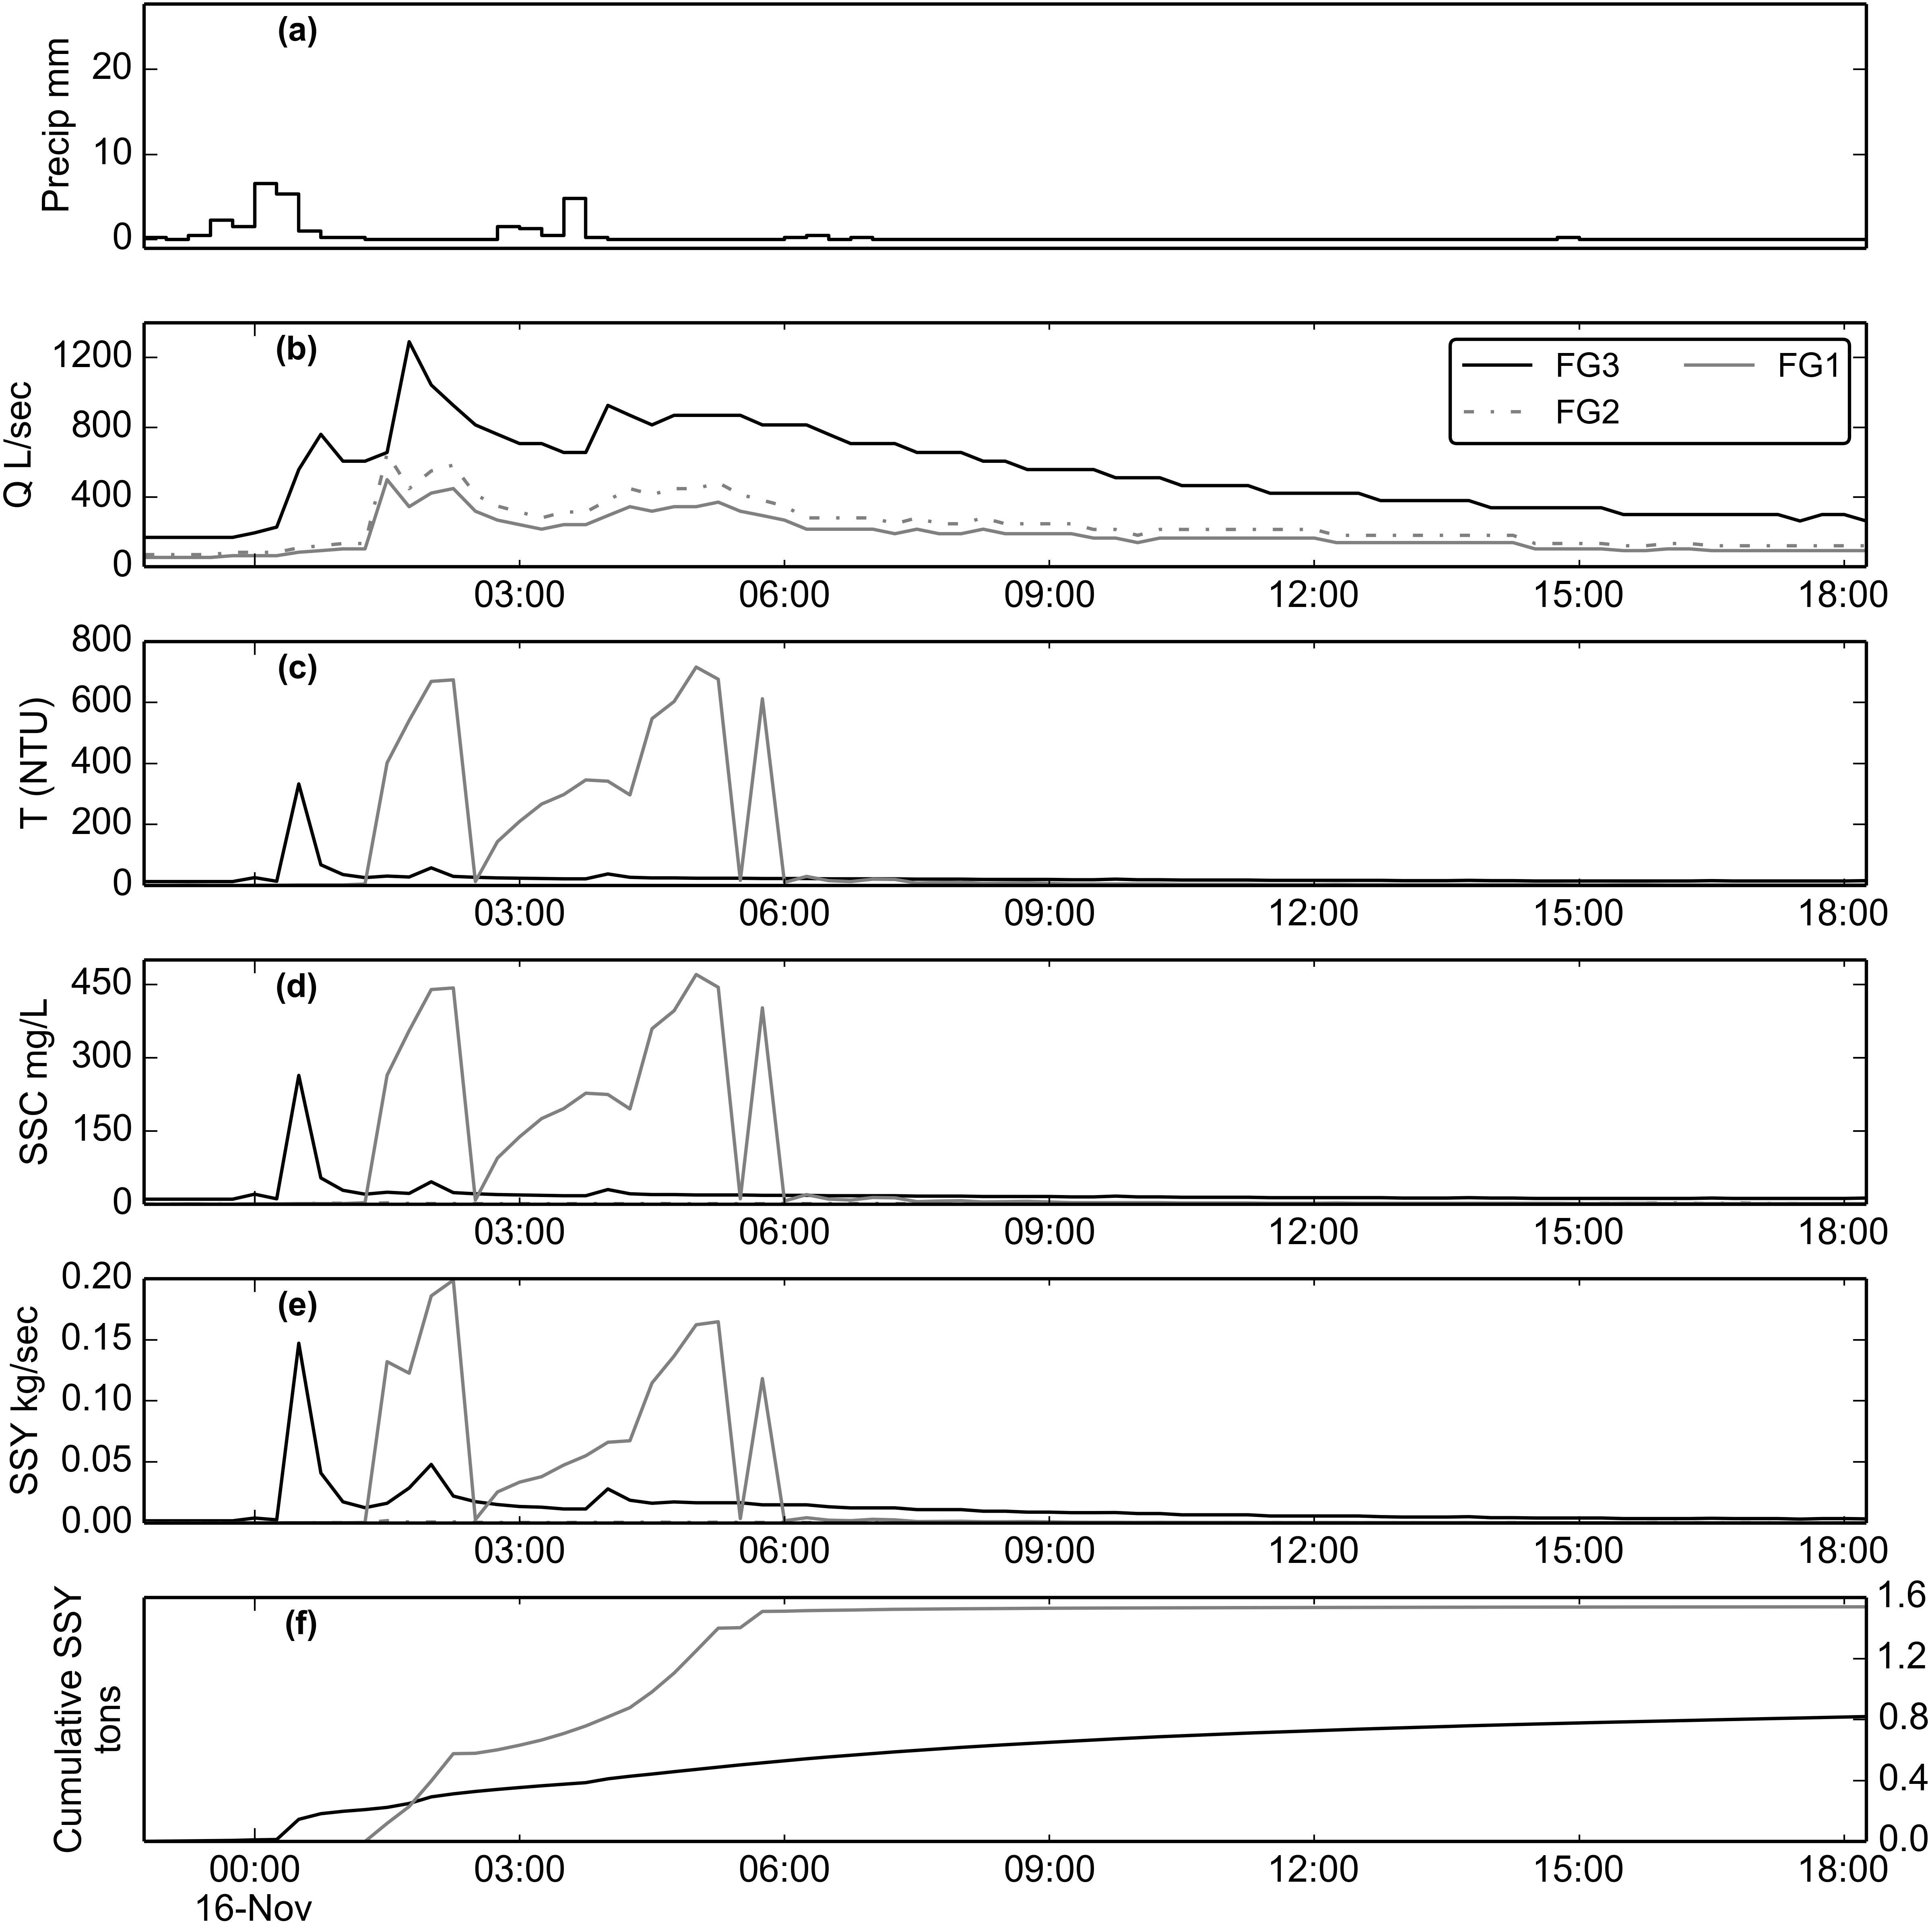 (a)
Precip mm
20
10
0
(b)
Q L/sec
1200
800
400
0
FG3 FG1
FG2
03:00 06:00 09:00 12:00 15:00 18:00
(c)
T (NTU)
800
600
400
200
0
03:00 06:00 09:00 12:00 15:00 18:00
(d)
SSC mg/L
450
300
150
0
03:00 06:00 09:00 12:00 15:00 18:00
(e)
SSY kg/sec
0.20
0.15
0.10
0.05
0.00
03:00 06:00 09:00 12:00 15:00 18:00
(f)
Cumulative SSY
tons
1.6
1.2
0.8
0.4
0.0
00:00 03:00 06:00 09:00 12:00 15:00 18:00
16-Nov